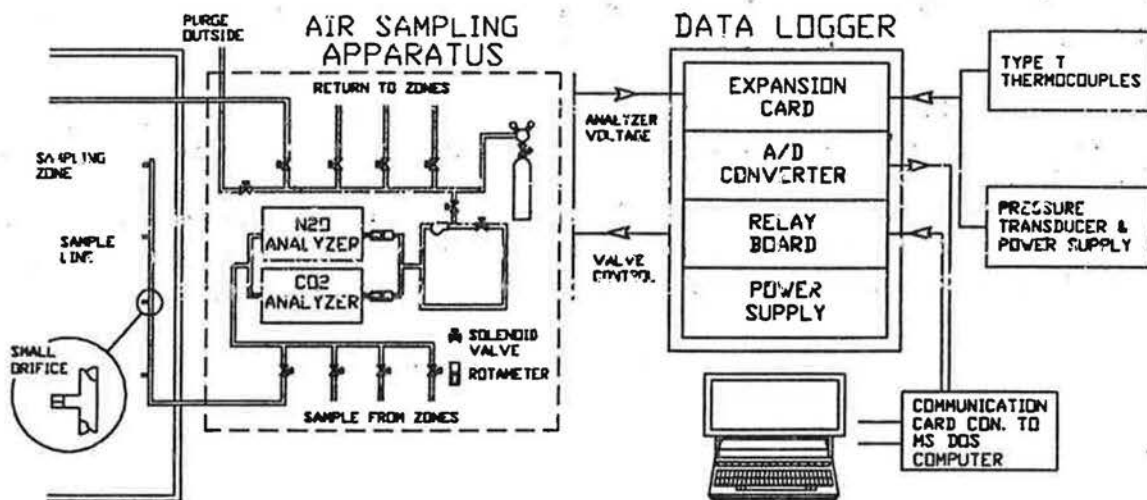 PURGE
OUTSIDE
AIR SAMPLING
APPARATUS
RETURN TO ZONES
SAMPLING
ZONE
SAMPLE
LINE
SMALL
ORIFICE
N2O
ANALYZER
CO2
ANALYZER
SOLENOID
VALVE
ROTAMETER
SAMPLE FROM ZONES
DATA LOGGER
ANALYZER
VOLTAGE
VALVE
CONTROL
EXPANSION
CARD
A/D
CONVERTER
RELAY
BOARD
POWER
SUPPLY
TYPE T
THERMOCOUPLES
PRESSURE
TRANSDUCER &
POWER SUPPLY
COMMUNICATION
CARD CON. TO
MS DOS
COMPUTER